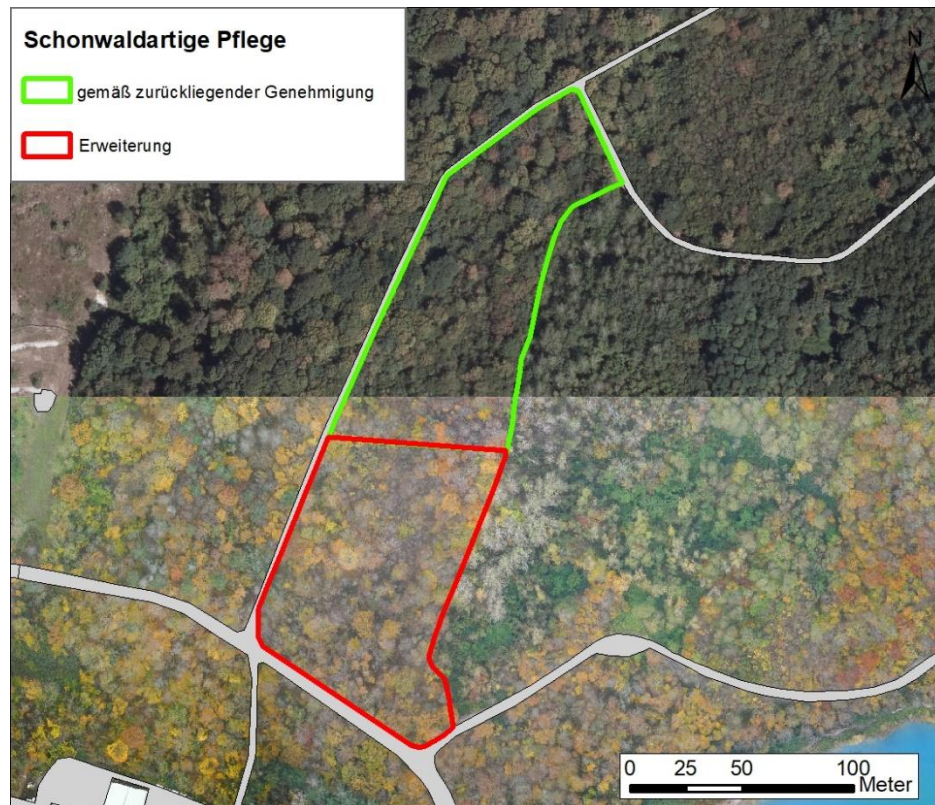 Schonwaldartige Pflege
gemäß zurückliegender Genehmigung
Erweiterung
N
0 25 50 100
Meter